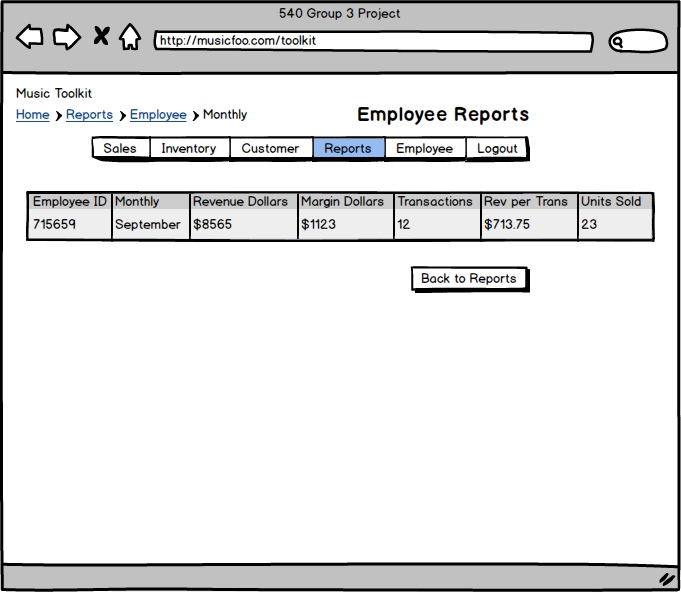 540 Group 3 Project
http://musicfoo.com/toolkit
Music Toolkit
Home > Reports > Employee > Monthly
Employee Reports
Sales Inventory Customer Reports Employee Logout
Employee ID Monthly Revenue Dollars Margin Dollars Transactions Rev per Trans Units Sold
715659 September $8565 $1123 12 $713.75 23
Back to Reports